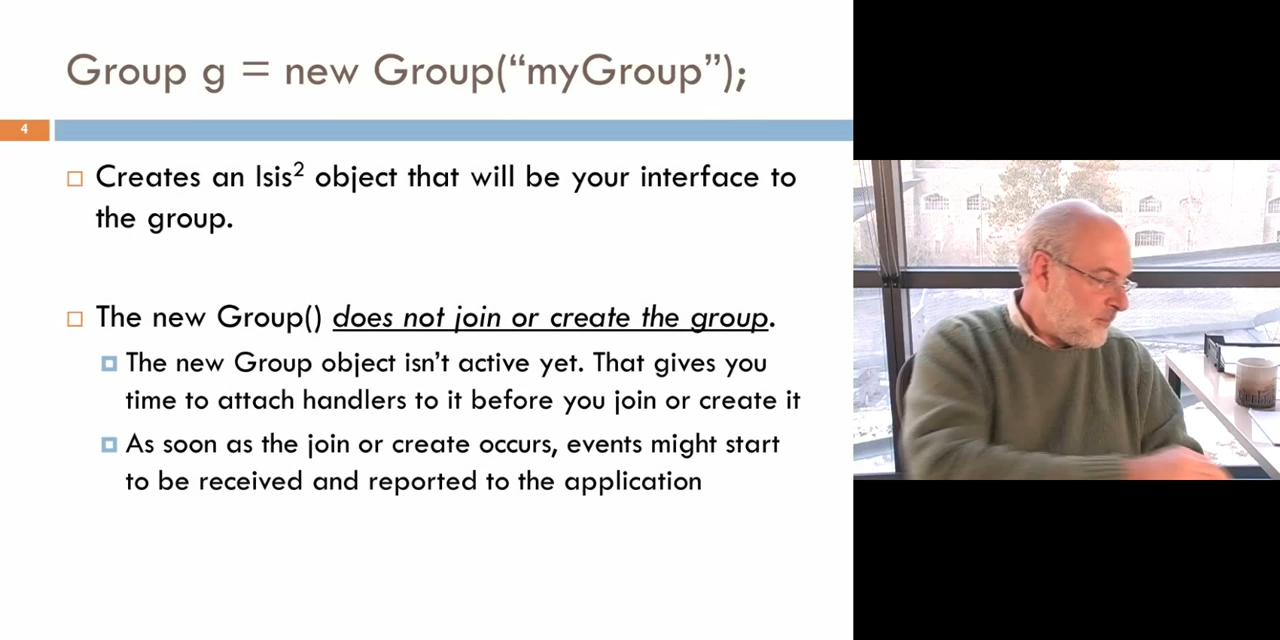 Group g = new Group(“myGroup”);
4
Creates an Isis² object that will be your interface to
the group.
The new Group() does not join or create the group.
The new Group object isn’t active yet. That gives you
time to attach handlers to it before you join or create it
As soon as the join or create occurs, events might start
to be received and reported to the application